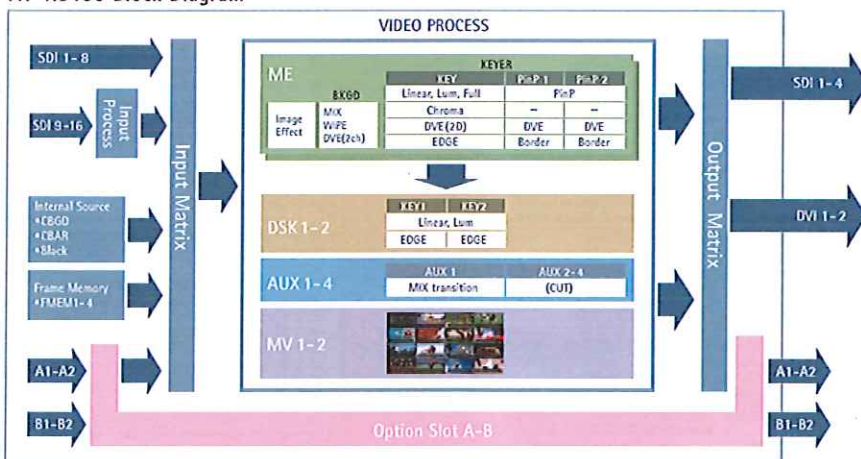 VIDEO PROCESS
SDI 1-8
SDI 9-16
Input Process
Input Matrix
Internal Source
•CBGD
•CBAR
•Black
Frame Memory
•FMEM1-4
A1-A2
B1-B2
ME
BKGD
Image Effect
MIX
WIPE
DVE(2ch)
KEYER
KEY PinP 1 PinP 2
Linear, Lum, Full PinP
Chroma -- --
DVE(2D) DVE DVE
EDGE Border Border
DSK 1-2
KEY1 KEY2
Linear, Lum
EDGE EDGE
AUX 1-4
AUX 1 AUX 2-4
MIX transition (CUT)
MV 1-2
Output Matrix
SDI 1-4
DVI 1-2
A1-A2
B1-B2
Option Slot A-B